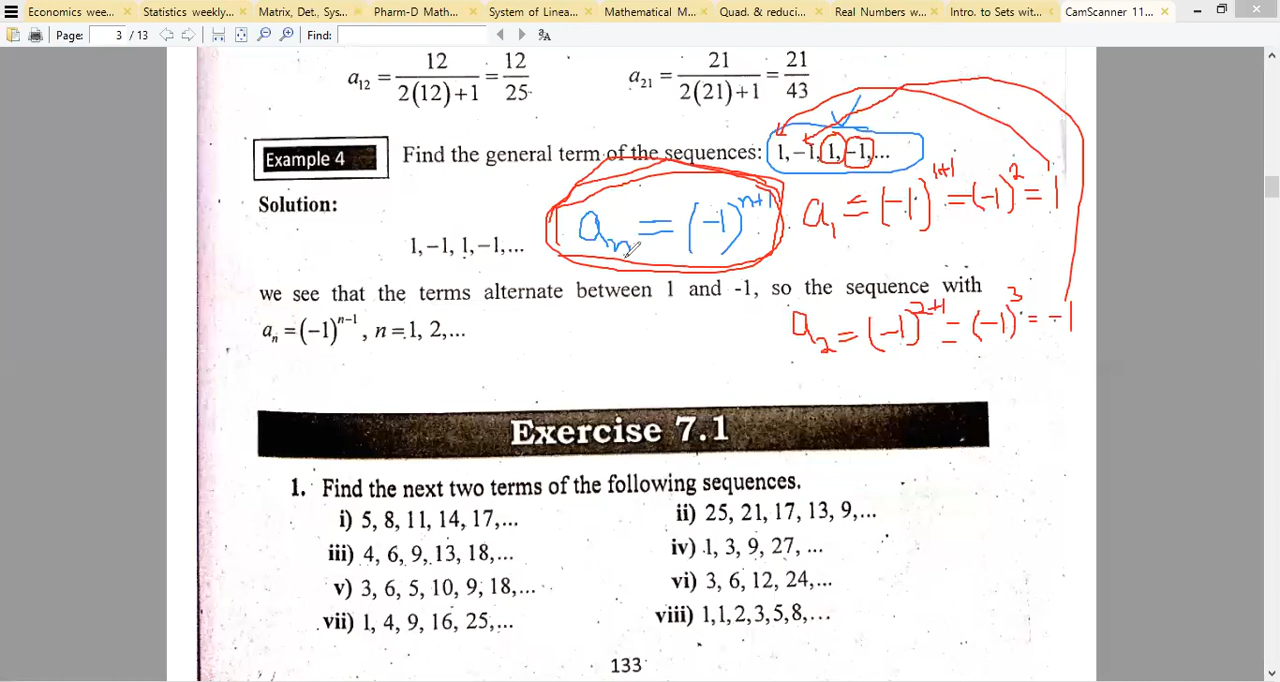 Economics wee... Statistics weekly... Matrix, Det., Sys... Pharm-D Math... System of Linea... Mathematical M... Quad. & reduci... Real Numbers w... Intro. to Sets wit... CamScanner 11...
Page: 3 / 13 Find:
a₁₂ = 12/(2(12)+1) = 12/25 a₂₁ = 21/(2(21)+1) = 21/43
Example 4 Find the general term of the sequences: 1, −1, 1, −1, ...
Solution:
aₙ = (−1)ⁿ⁺¹ a₁ = (−1)¹⁺¹ = (−1)² = 1
1, −1, 1, −1, ...
we see that the terms alternate between 1 and -1, so the sequence with
aₙ = (−1)ⁿ⁻¹, n = 1, 2,...
a₂ = (−1)²⁺¹ = (−1)³ = −1
Exercise 7.1
1. Find the next two terms of the following sequences.
i) 5, 8, 11, 14, 17,... ii) 25, 21, 17, 13, 9,...
iii) 4, 6, 9, 13, 18,... iv) 1, 3, 9, 27, ...
v) 3, 6, 5, 10, 9, 18,... vi) 3, 6, 12, 24,...
vii) 1, 4, 9, 16, 25,... viii) 1,1,2,3,5,8,...
133